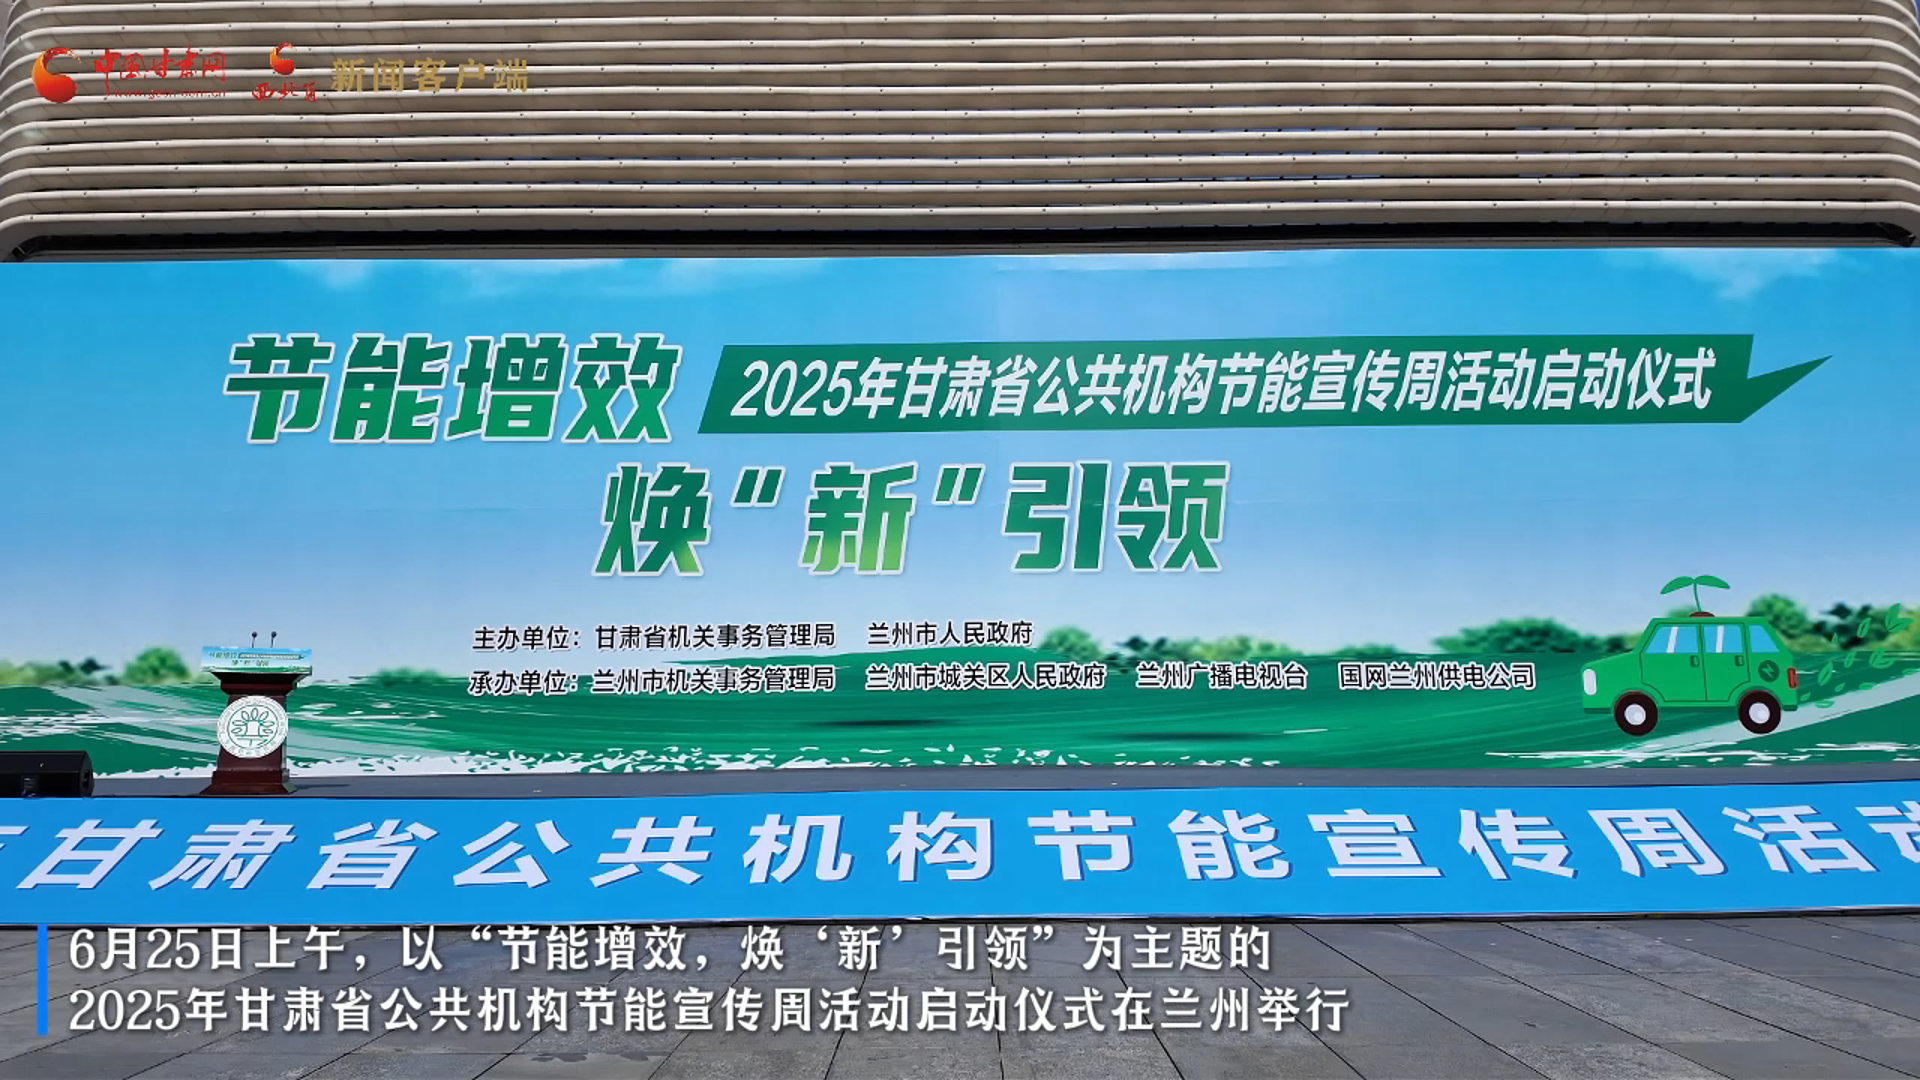 中国甘肃网 西北角 新闻客户端
www.gscn.com.cn
节能增效 2025年甘肃省公共机构节能宣传周活动启动仪式
焕“新”引领
主办单位：甘肃省机关事务管理局 兰州市人民政府
承办单位：兰州市机关事务管理局 兰州市城关区人民政府 兰州广播电视台 国网兰州供电公司
甘肃省公共机构节能宣传周活动
6月25日上午，以“节能增效，焕‘新’引领”为主题的
2025年甘肃省公共机构节能宣传周活动启动仪式在兰州举行